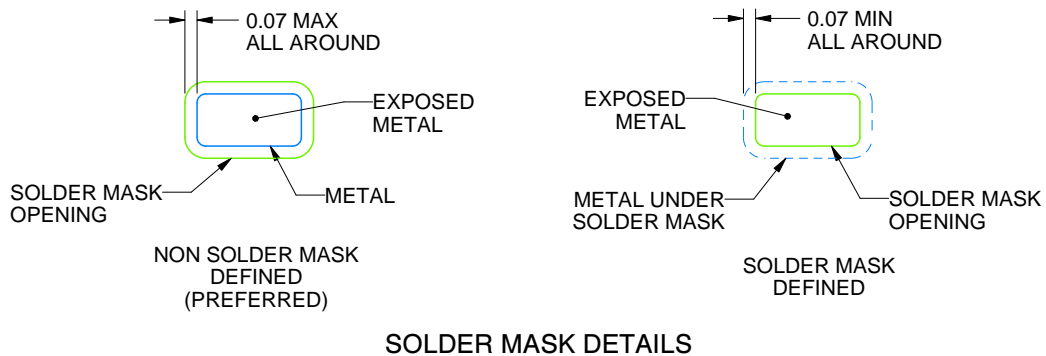 0.07 MAX
ALL AROUND
EXPOSED
METAL
SOLDER MASK
OPENING
METAL
NON SOLDER MASK
DEFINED
(PREFERRED)
0.07 MIN
ALL AROUND
EXPOSED
METAL
METAL UNDER
SOLDER MASK
SOLDER MASK
OPENING
SOLDER MASK
DEFINED
SOLDER MASK DETAILS